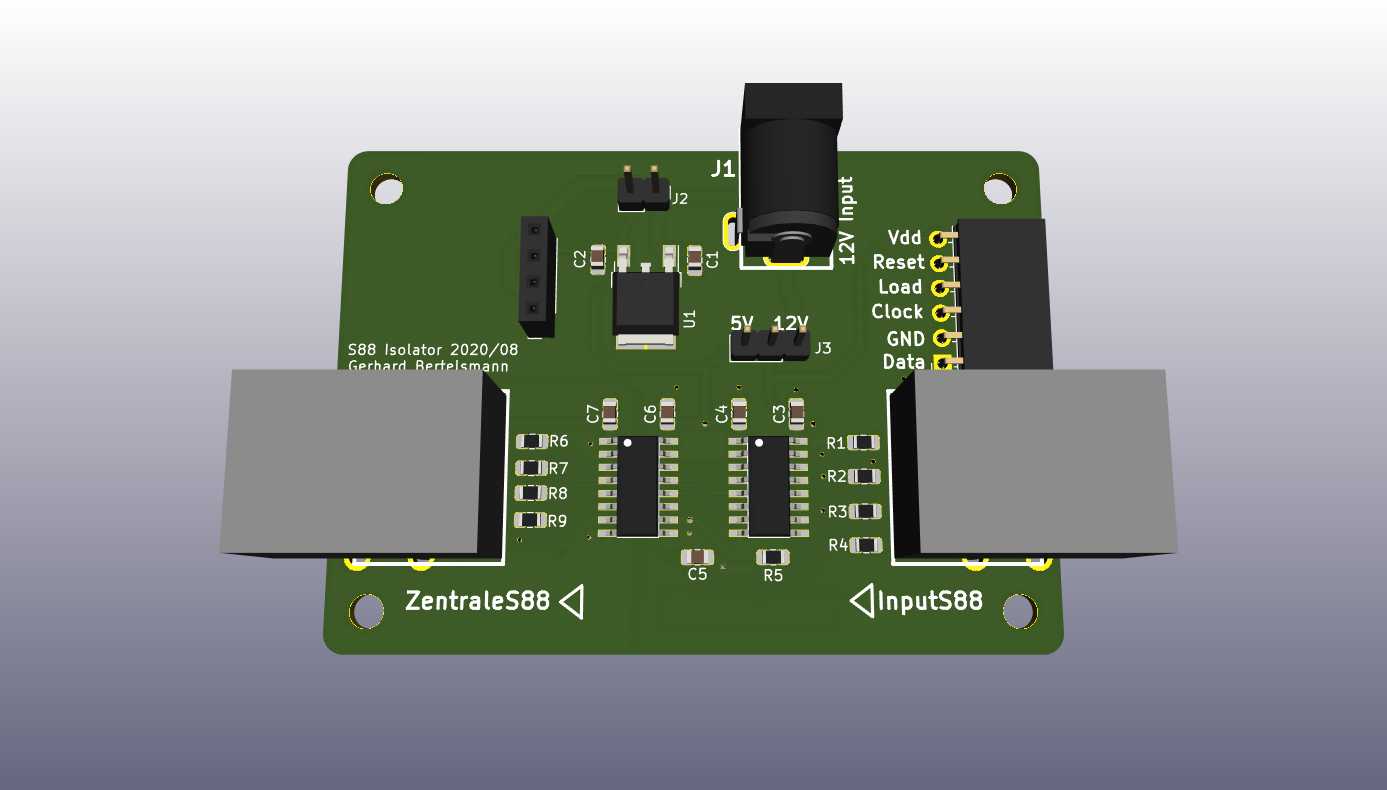 J1
J2
12V Input
C2
C1
U1
Vdd
Reset
Load
Clock
GND
Data
5V 12V
J3
S88 Isolator 2020/08
Gerhard Bertelsmann
C7
C6
C4
C3
R6
R7
R8
R9
R1
R2
R3
R4
C5
R5
ZentraleS88
InputS88